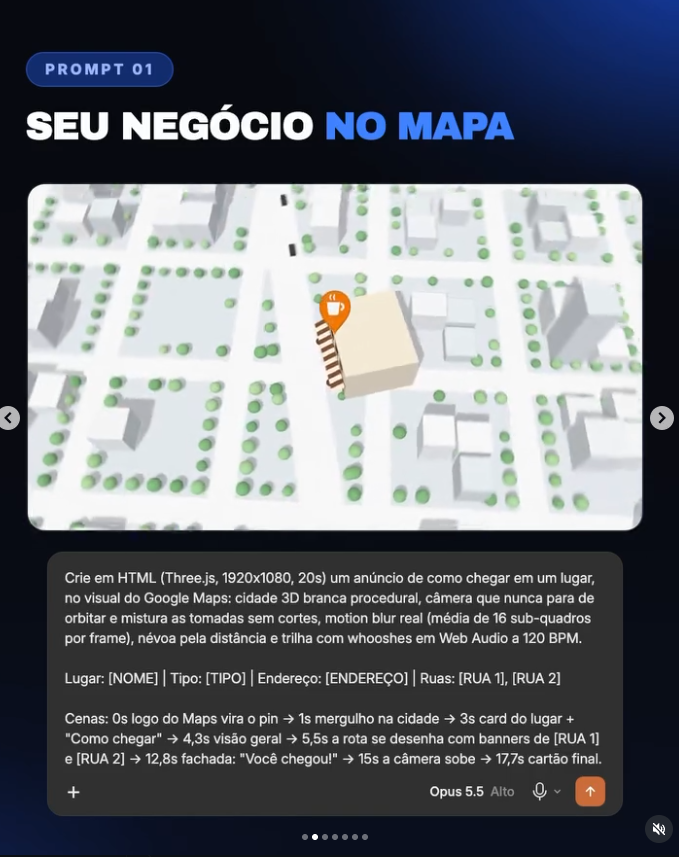 PROMPT 01
SEU NEGÓCIO NO MAPA
Crie em HTML (Three.js, 1920x1080, 20s) um anúncio de como chegar em um lugar,
no visual do Google Maps: cidade 3D branca procedural, câmera que nunca para de
orbitar e mistura as tomadas sem cortes, motion blur real (média de 16 sub-quadros
por frame), névoa pela distância e trilha com whooshes em Web Audio a 120 BPM.
Lugar: [NOME] | Tipo: [TIPO] | Endereço: [ENDEREÇO] | Ruas: [RUA 1], [RUA 2]
Cenas: 0s logo do Maps vira o pin → 1s mergulho na cidade → 3s card do lugar +
"Como chegar" → 4,3s visão geral → 5,5s a rota se desenha com banners de [RUA 1]
e [RUA 2] → 12,8s fachada: "Você chegou!" → 15s a câmera sobe → 17,7s cartão final.
Opus 5.5 Alto